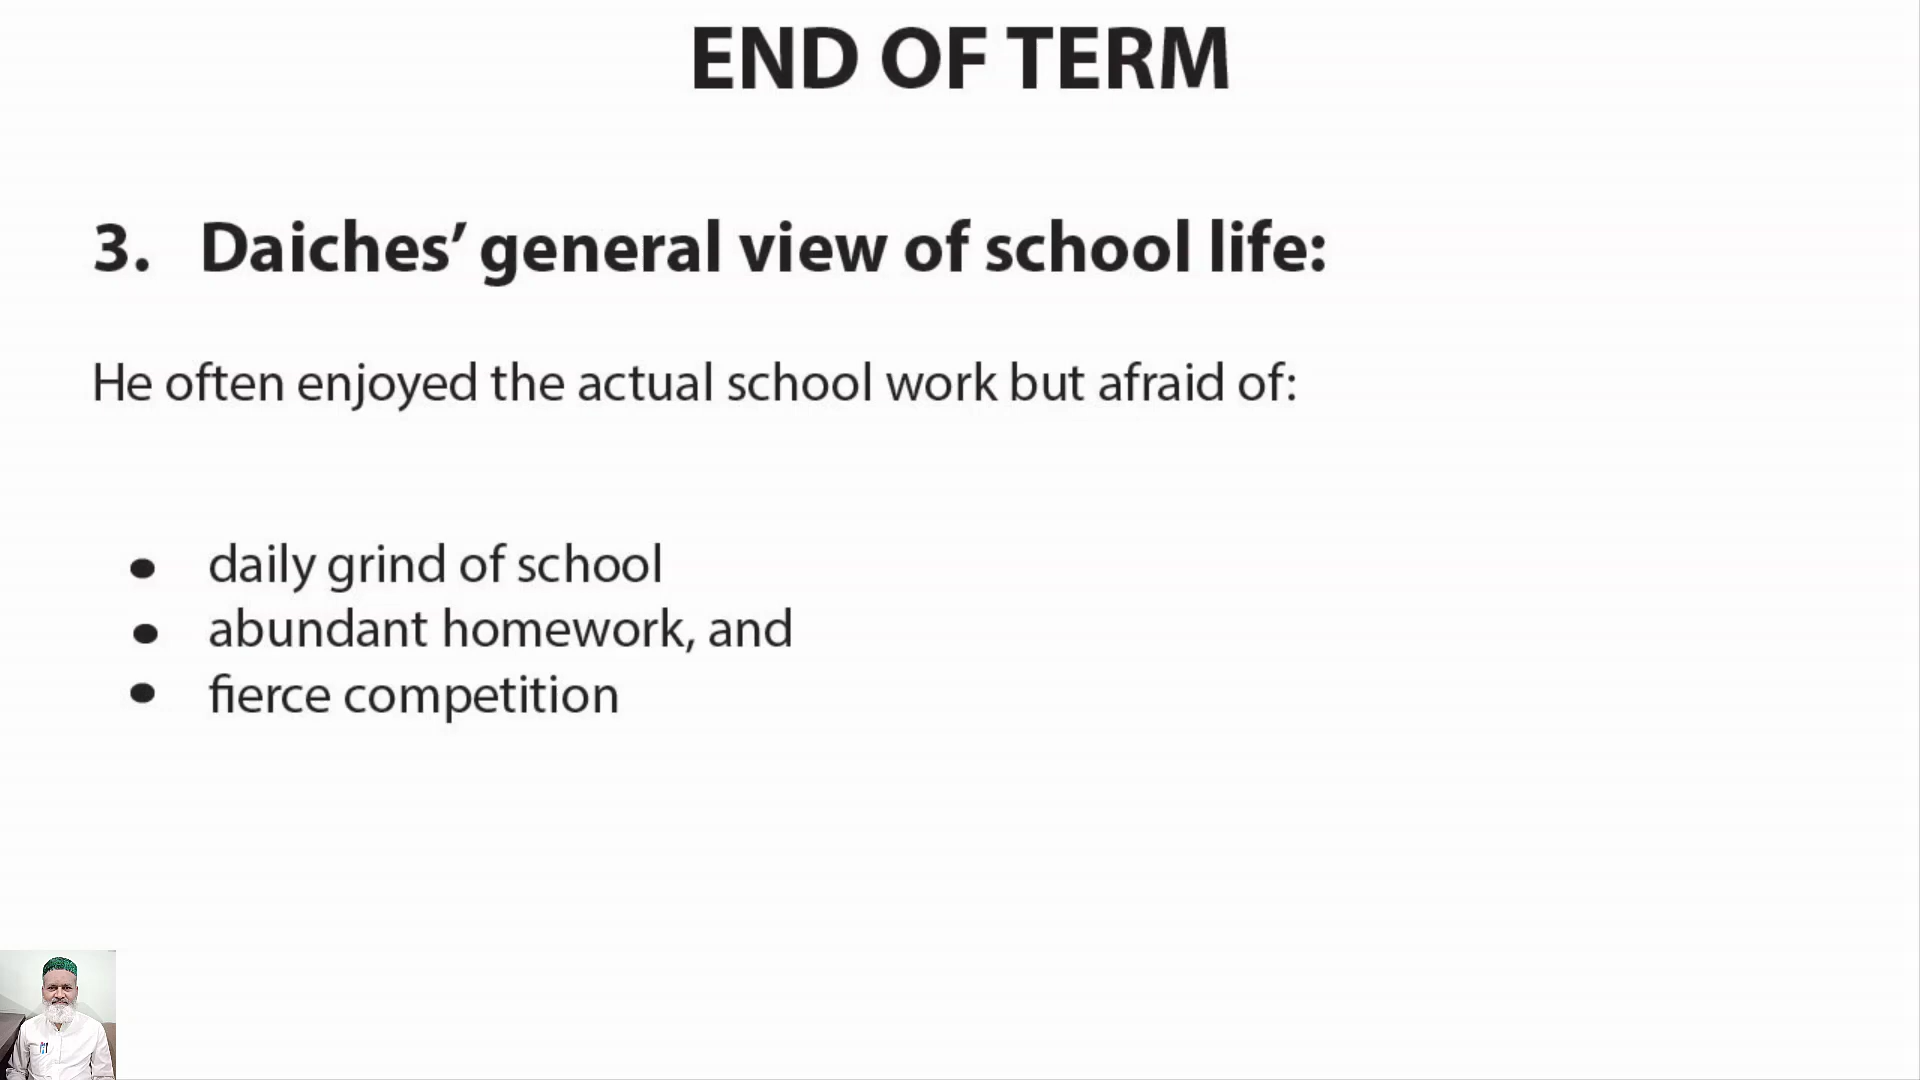 END OF TERM
3. Daiches’ general view of school life:
He often enjoyed the actual school work but afraid of:
• daily grind of school
• abundant homework, and
• fierce competition